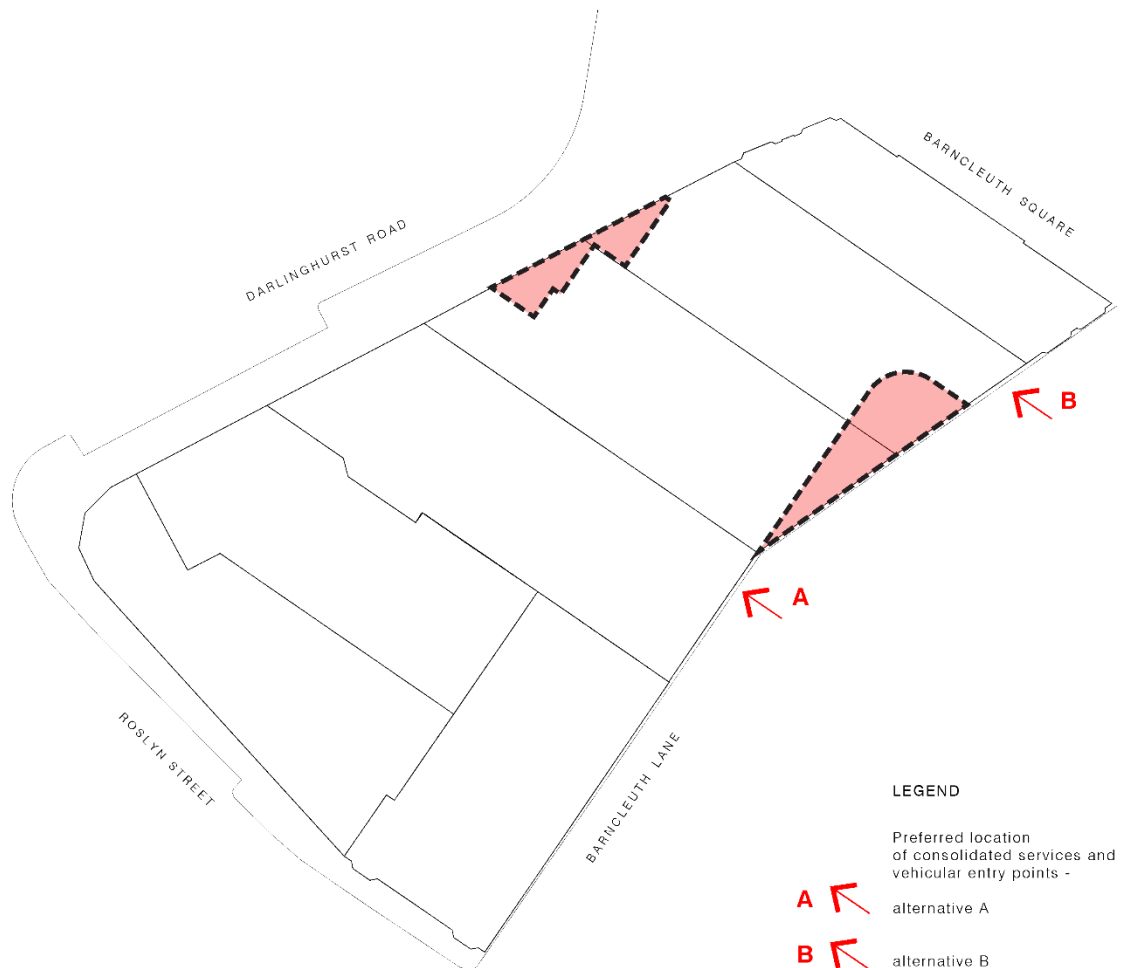 BARNCLEUTH SQUARE
DARLINGHURST ROAD
B
A
ROSLYN STREET
BARNCLEUTH LANE
LEGEND
Preferred location
of consolidated services and
vehicular entry points -
A alternative A
B alternative B